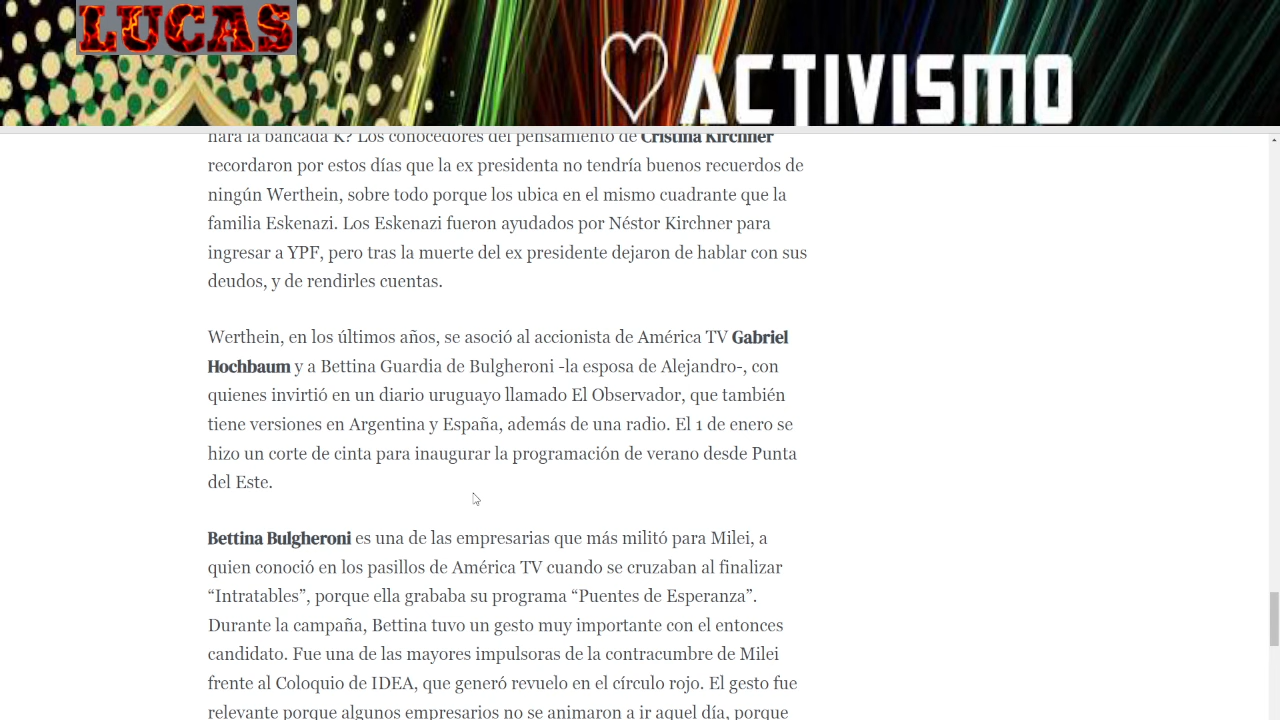 LUCAS
ACTIVISMO
hará la bancada K? Los conocedores del pensamiento de Cristina Kirchner
recordaron por estos días que la ex presidenta no tendría buenos recuerdos de
ningún Werthein, sobre todo porque los ubica en el mismo cuadrante que la
familia Eskenazi. Los Eskenazi fueron ayudados por Néstor Kirchner para
ingresar a YPF, pero tras la muerte del ex presidente dejaron de hablar con sus
deudos, y de rendirles cuentas.
Werthein, en los últimos años, se asoció al accionista de América TV Gabriel
Hochbaum y a Bettina Guardia de Bulgheroni -la esposa de Alejandro-, con
quienes invirtió en un diario uruguayo llamado El Observador, que también
tiene versiones en Argentina y España, además de una radio. El 1 de enero se
hizo un corte de cinta para inaugurar la programación de verano desde Punta
del Este.
Bettina Bulgheroni es una de las empresarias que más militó para Milei, a
quien conoció en los pasillos de América TV cuando se cruzaban al finalizar
“Intratables”, porque ella grababa su programa “Puentes de Esperanza”.
Durante la campaña, Bettina tuvo un gesto muy importante con el entonces
candidato. Fue una de las mayores impulsoras de la contracumbre de Milei
frente al Coloquio de IDEA, que generó revuelo en el círculo rojo. El gesto fue
relevante porque algunos empresarios no se animaron a ir aquel día, porque